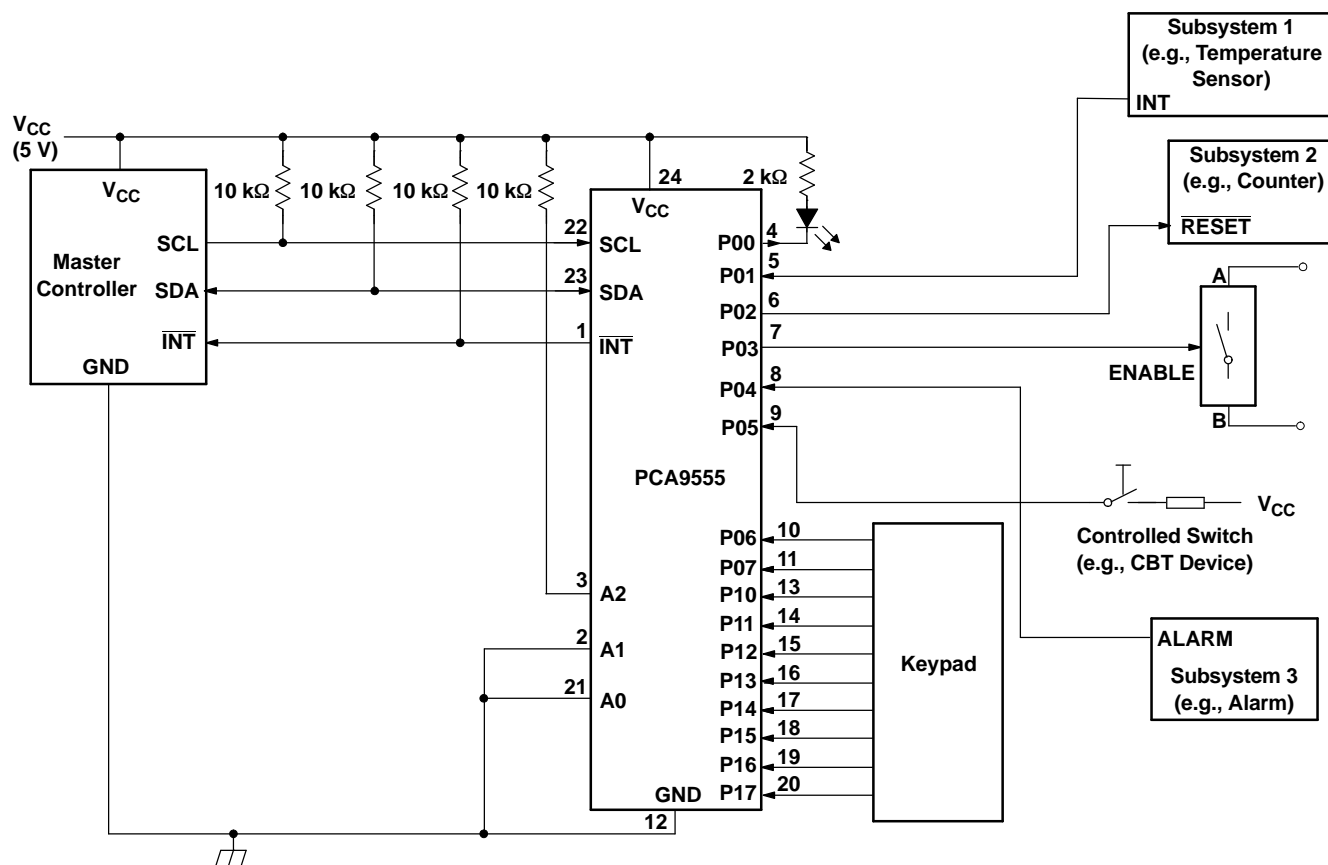 Subsystem 1
(e.g., Temperature
Sensor)
INT
VCC
(5 V)
Subsystem 2
(e.g., Counter)
RESET
VCC
10 kΩ
10 kΩ
10 kΩ
10 kΩ
24
VCC
2 kΩ
SCL
22
SCL
P00
4
Master
Controller
SDA
23
SDA
P01
5
INT
1
INT
P02
6
A
GND
P03
7
ENABLE
P04
8
B
P05
9
PCA9555
VCC
Controlled Switch
(e.g., CBT Device)
P06
10
P07
11
3
A2
P10
13
P11
14
2
A1
P12
15
Keypad
ALARM
Subsystem 3
(e.g., Alarm)
P13
16
21
A0
P14
17
P15
18
P16
19
P17
20
GND
12